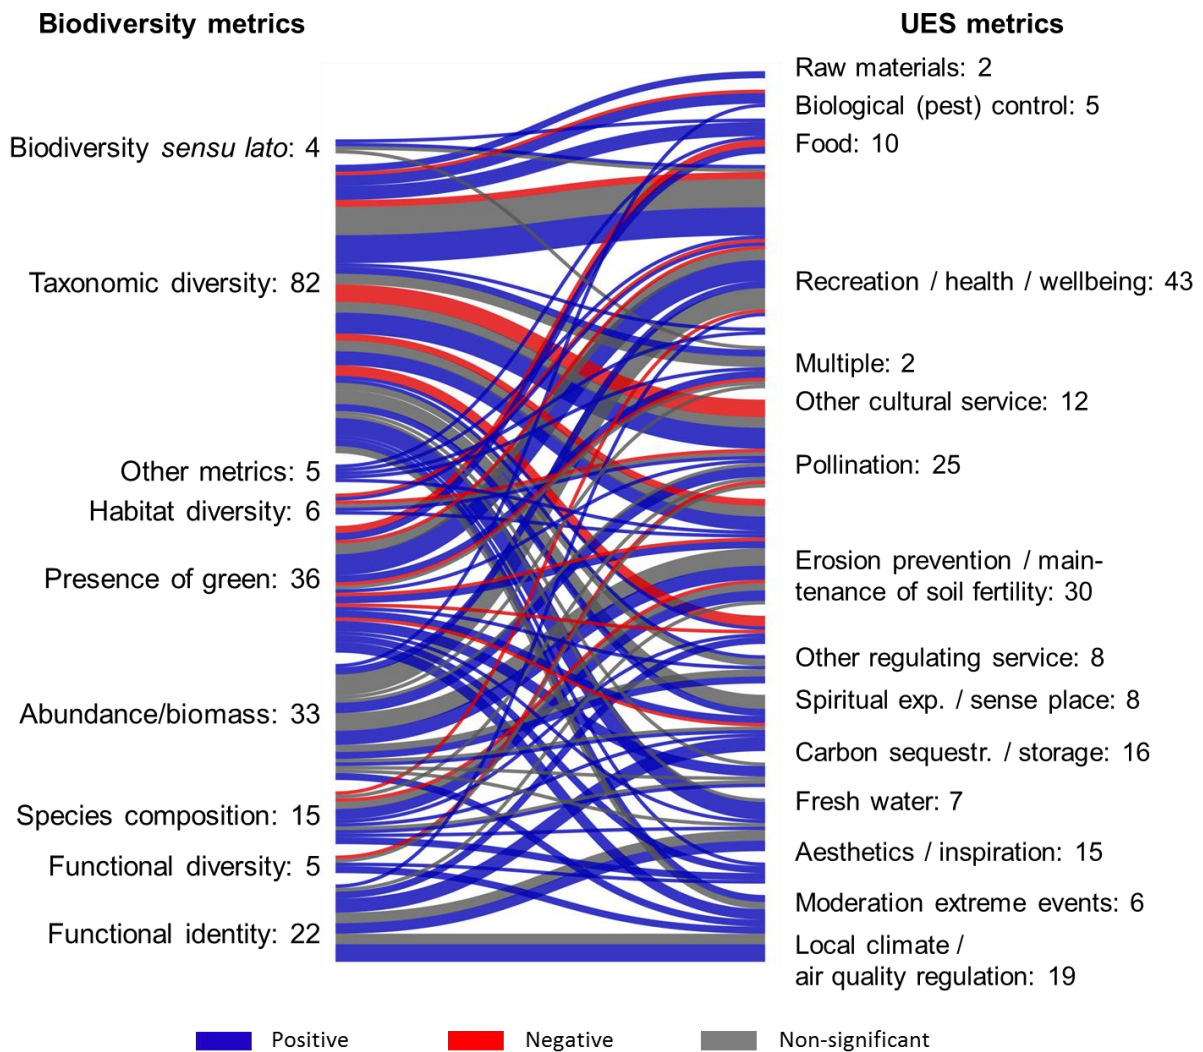 Biodiversity metrics
UES metrics
Biodiversity sensu lato: 4
Taxonomic diversity: 82
Other metrics: 5
Habitat diversity: 6
Presence of green: 36
Abundance/biomass: 33
Species composition: 15
Functional diversity: 5
Functional identity: 22
Raw materials: 2
Biological (pest) control: 5
Food: 10
Recreation / health / wellbeing: 43
Multiple: 2
Other cultural service: 12
Pollination: 25
Erosion prevention / main-
tenance of soil fertility: 30
Other regulating service: 8
Spiritual exp. / sense place: 8
Carbon sequestr. / storage: 16
Fresh water: 7
Aesthetics / inspiration: 15
Moderation extreme events: 6
Local climate /
air quality regulation: 19
Positive
Negative
Non-significant